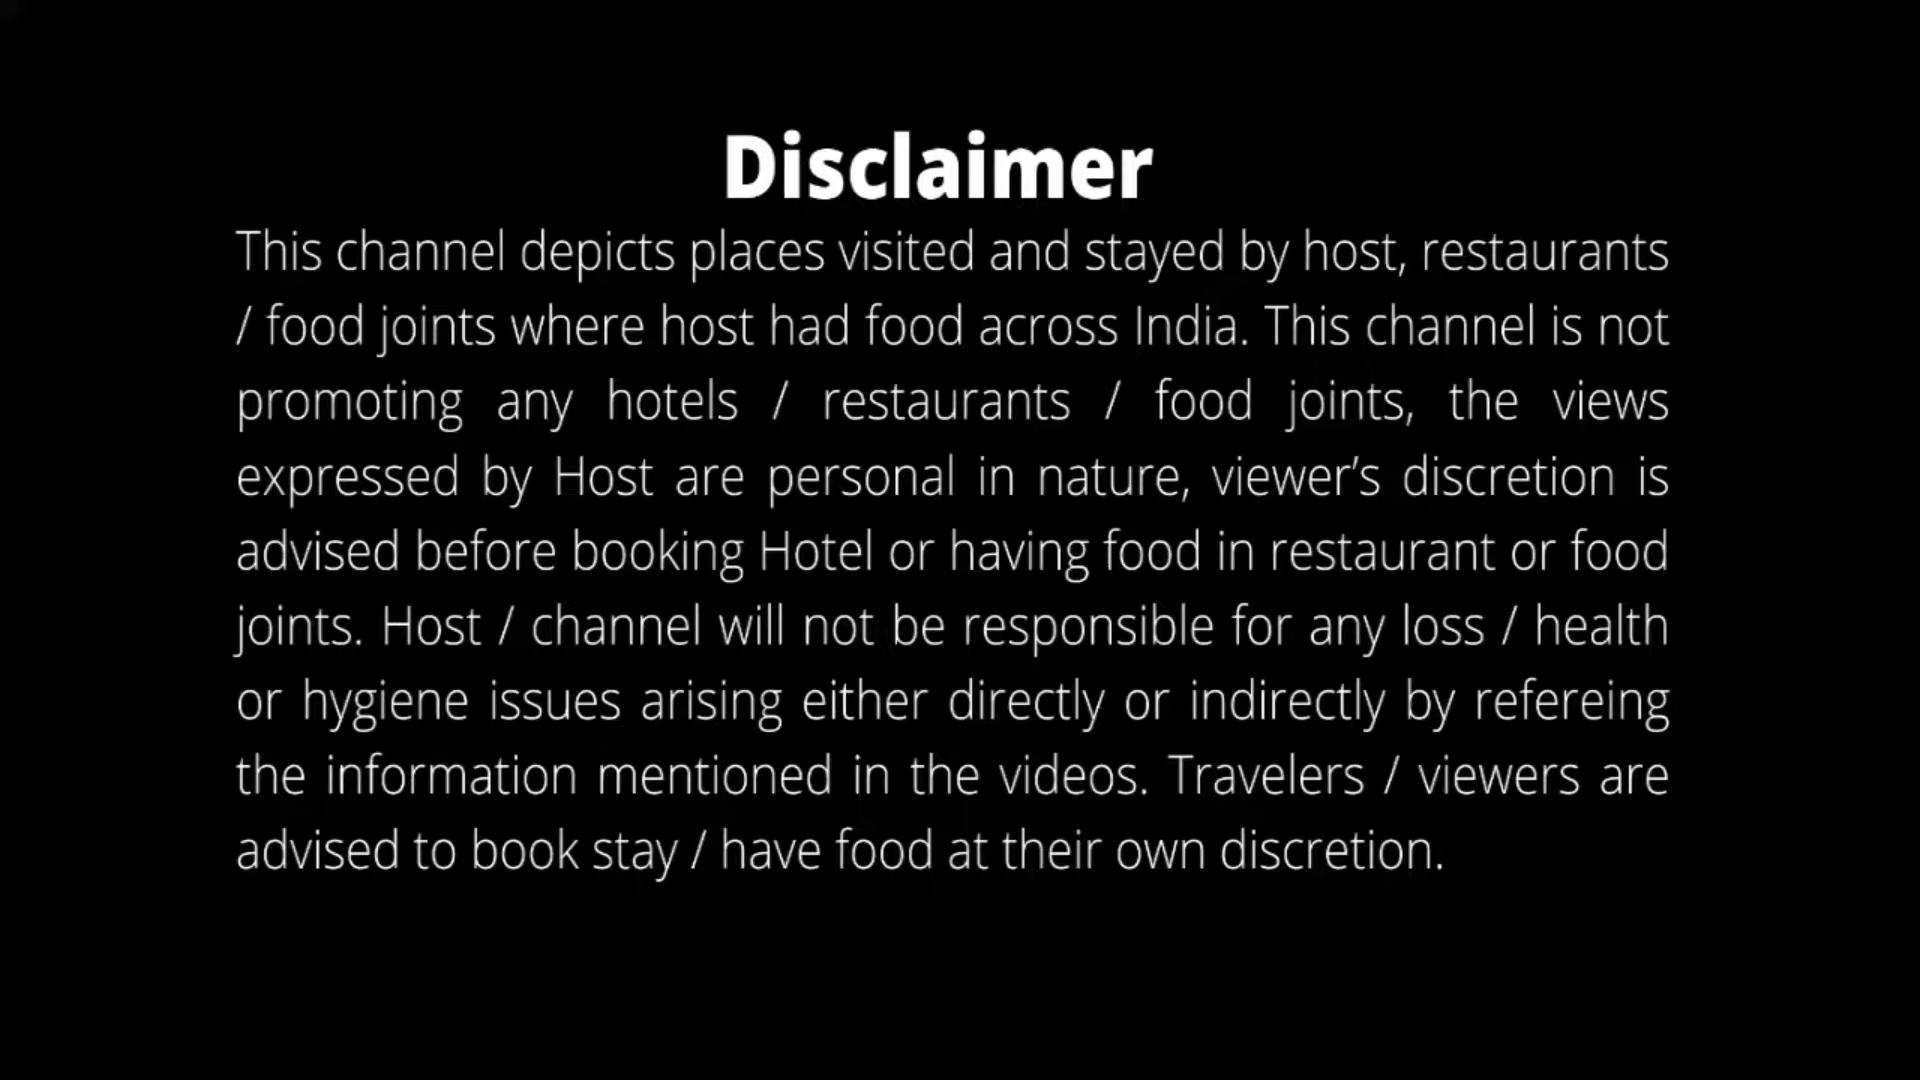 Disclaimer
This channel depicts places visited and stayed by host, restaurants
/ food joints where host had food across India. This channel is not
promoting any hotels / restaurants / food joints, the views
expressed by Host are personal in nature, viewer’s discretion is
advised before booking Hotel or having food in restaurant or food
joints. Host / channel will not be responsible for any loss / health
or hygiene issues arising either directly or indirectly by refereing
the information mentioned in the videos. Travelers / viewers are
advised to book stay / have food at their own discretion.